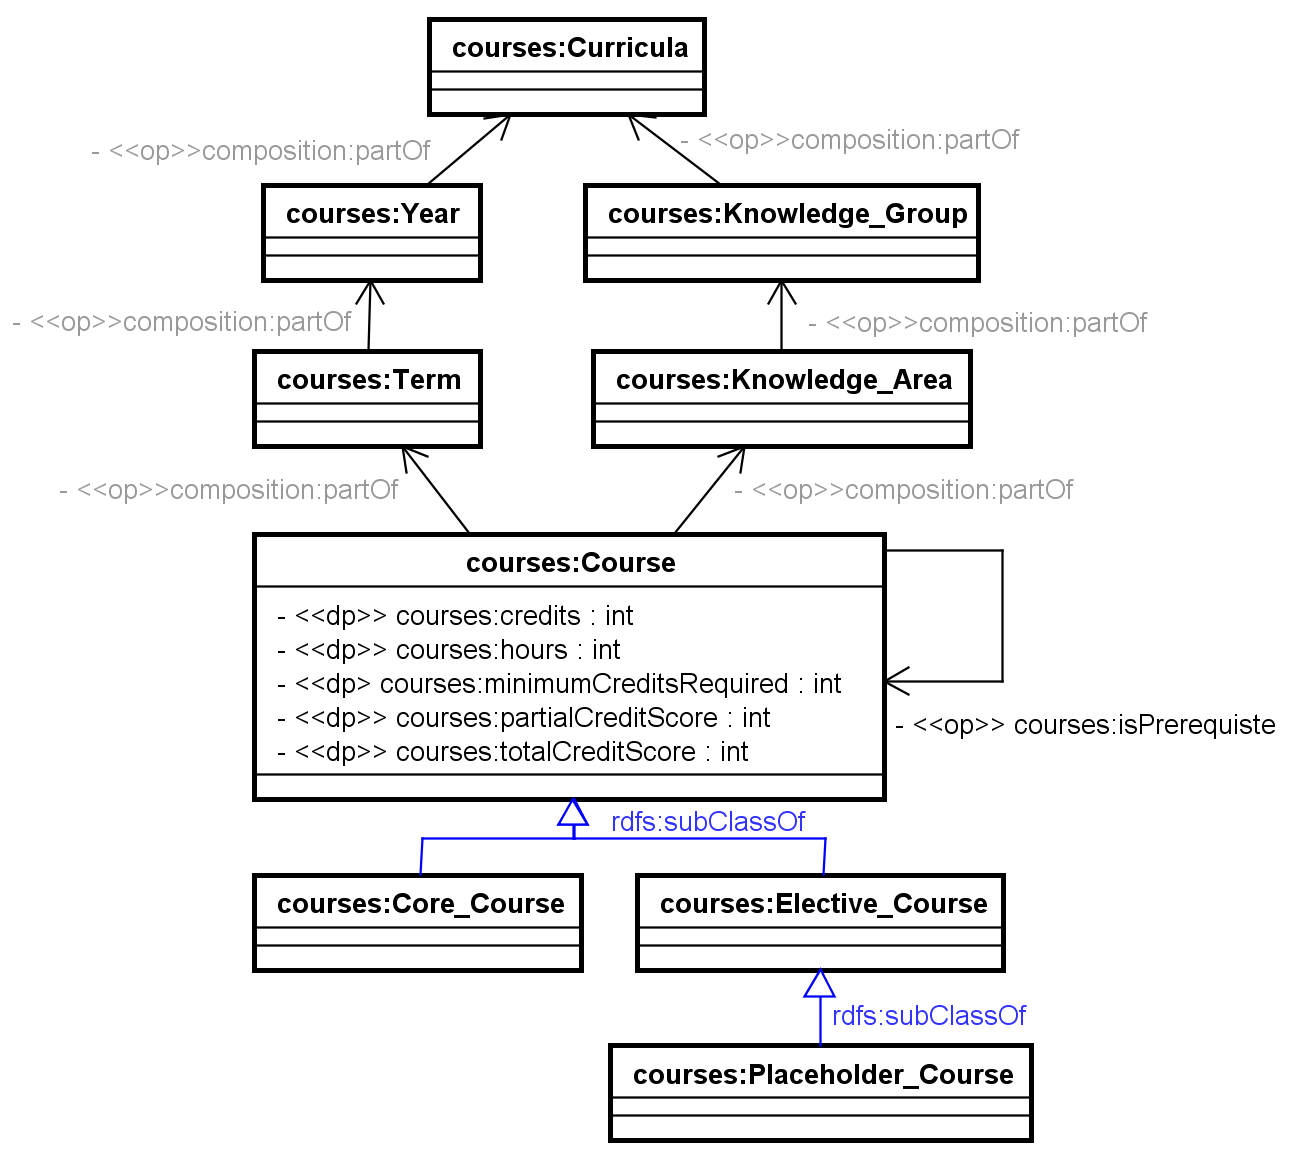 courses:Curricula
- <<op>>composition:partOf
- <<op>>composition:partOf
courses:Year
courses:Knowledge_Group
- <<op>>composition:partOf
- <<op>>composition:partOf
courses:Term
courses:Knowledge_Area
- <<op>>composition:partOf
- <<op>>composition:partOf
courses:Course
- <<dp>> courses:credits : int
- <<dp>> courses:hours : int
- <<dp> courses:minimumCreditsRequired : int
- <<dp>> courses:partialCreditScore : int
- <<dp>> courses:totalCreditScore : int
- <<op>> courses:isPrerequiste
rdfs:subClassOf
courses:Core_Course
courses:Elective_Course
rdfs:subClassOf
courses:Placeholder_Course